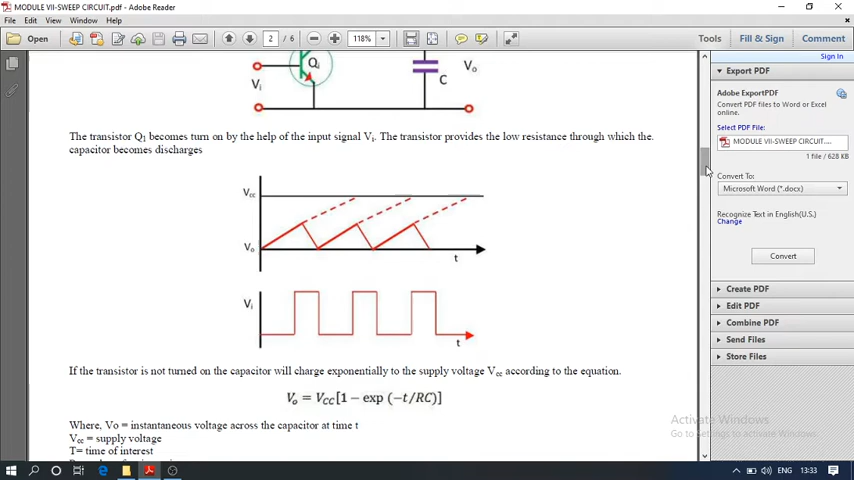 MODULE VII-SWEEP CIRCUIT.pdf - Adobe Reader
File Edit View Window Help
Open 2 / 6 118% Tools Fill & Sign Comment
Sign In
Export PDF
Adobe ExportPDF
Convert PDF files to Word or Excel
online.
Select PDF File:
MODULE VII-SWEEP CIRCUIT....
1 file / 628 KB
Convert To:
Microsoft Word (*.docx)
Recognize Text in English(U.S.)
Change
Convert
Create PDF
Edit PDF
Combine PDF
Send Files
Store Files
Qi
Vi
C
Vo
The transistor Q1 becomes turn on by the help of the input signal Vi. The transistor provides the low resistance through which the
capacitor becomes discharges
Vcc
Vo
t
Vi
t
If the transistor is not turned on the capacitor will charge exponentially to the supply voltage Vcc according to the equation.
Vo = VCC[1 − exp (−t/RC)]
Where, Vo = instantaneous voltage across the capacitor at time t
Vcc = supply voltage
T= time of interest
Activate Windows
Go to Settings to activate Windows.
ENG 13:33